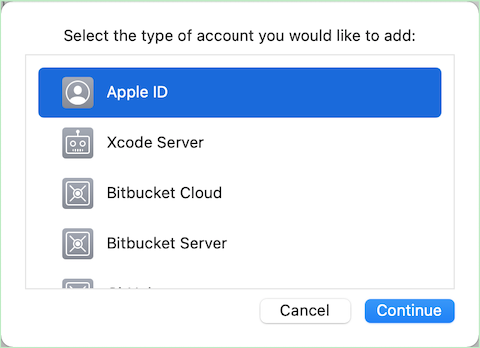 Select the type of account you would like to add:
Apple ID
Xcode Server
Bitbucket Cloud
Bitbucket Server
Cancel
Continue